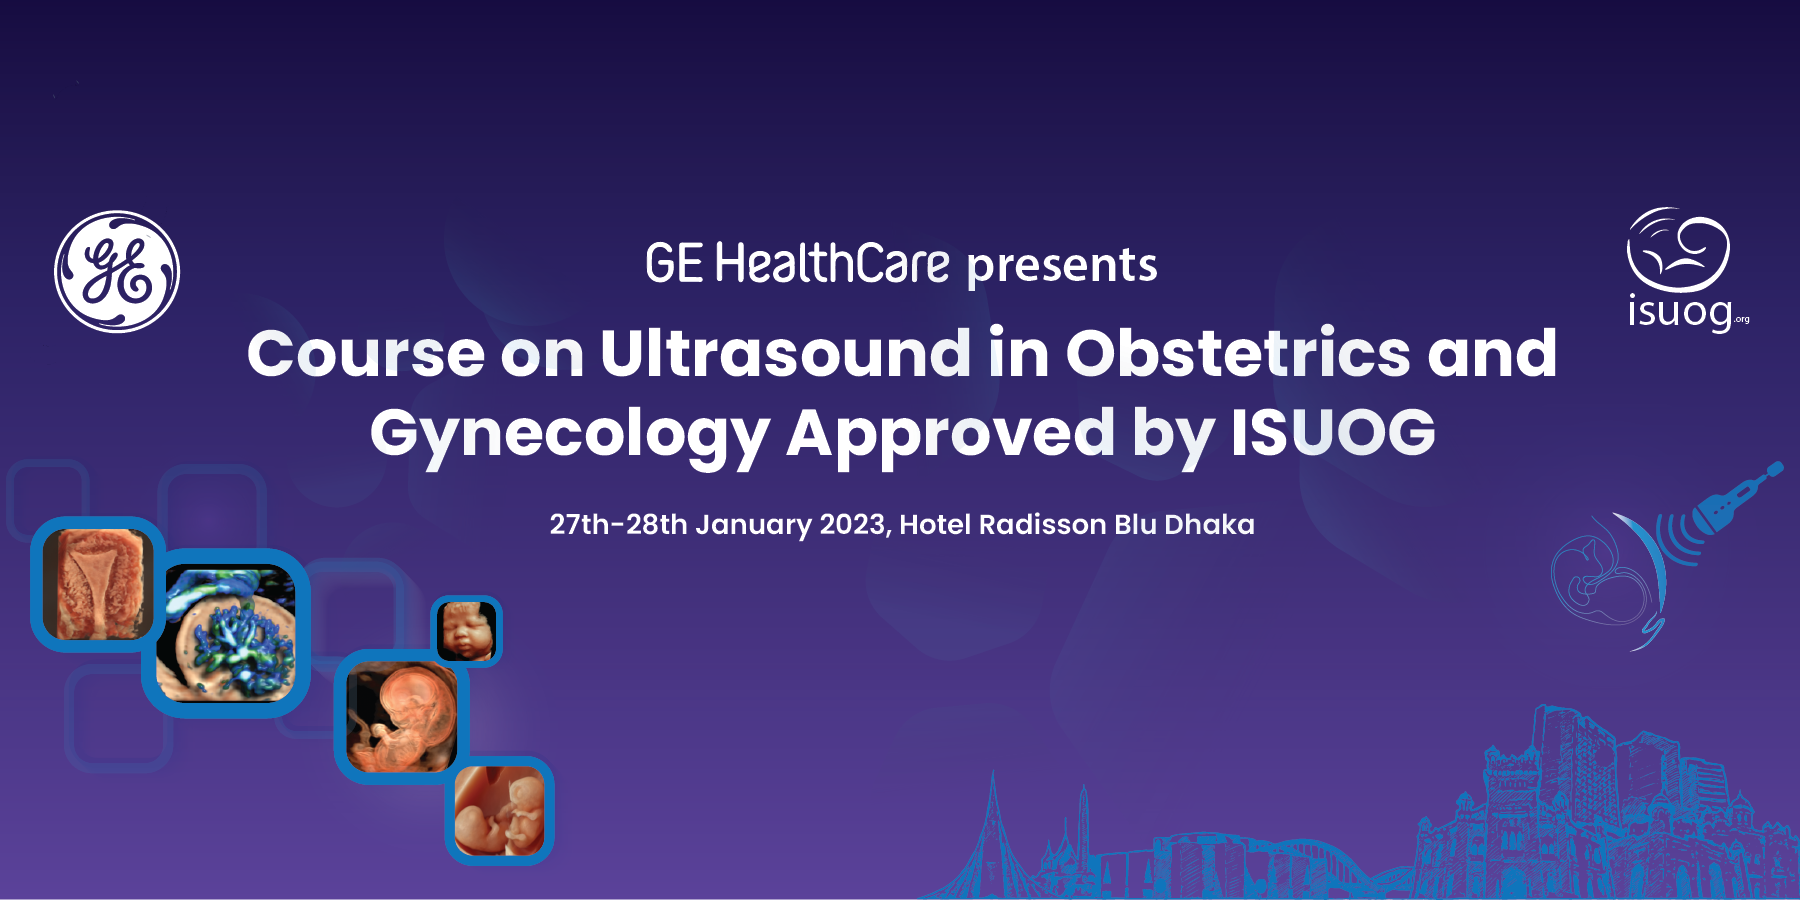 GE
GE HealthCare presents
isuog.org
Course on Ultrasound in Obstetrics and
Gynecology Approved by ISUOG
27th-28th January 2023, Hotel Radisson Blu Dhaka